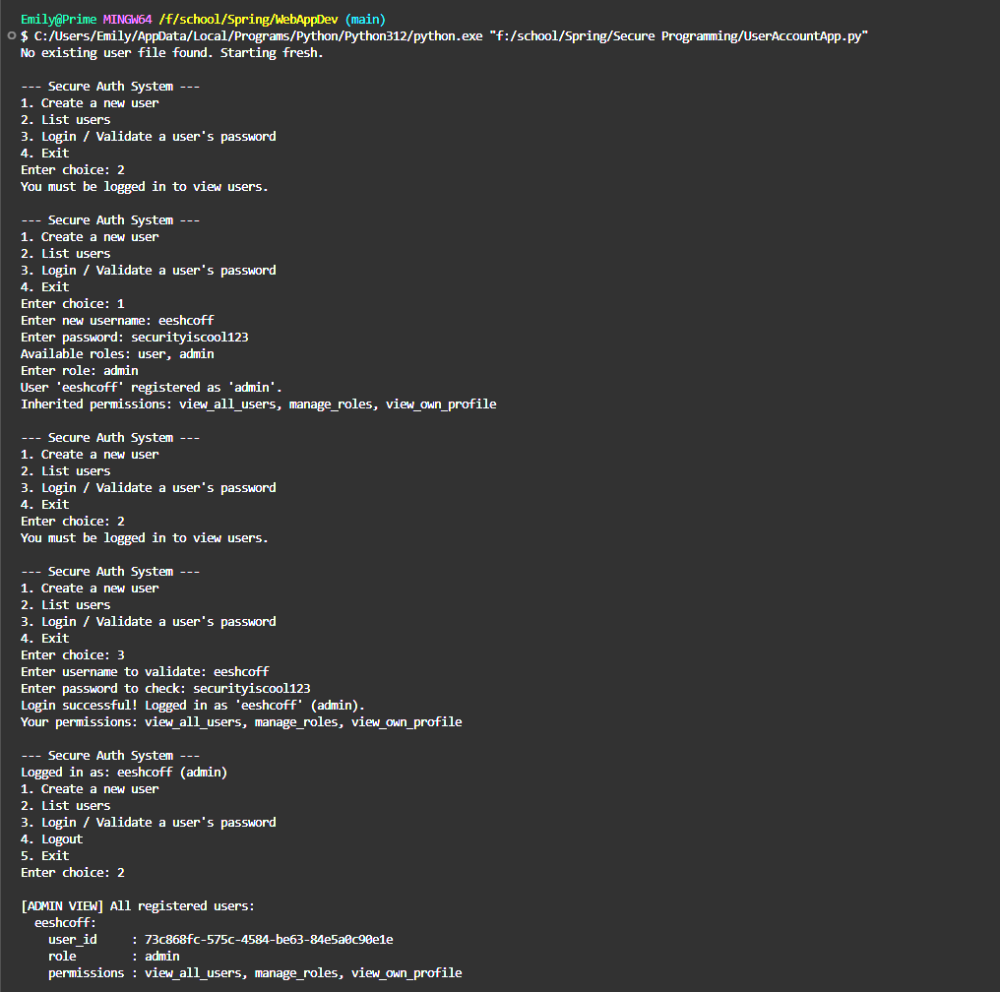 Emily@Prime MINGW64 /f/school/Spring/WebAppDev (main)
$ C:/Users/Emily/AppData/Local/Programs/Python/Python312/python.exe "f:/school/Spring/Secure Programming/UserAccountApp.py"
No existing user file found. Starting fresh.

--- Secure Auth System ---
1. Create a new user
2. List users
3. Login / Validate a user's password
4. Exit
Enter choice: 2
You must be logged in to view users.

--- Secure Auth System ---
1. Create a new user
2. List users
3. Login / Validate a user's password
4. Exit
Enter choice: 1
Enter new username: eeshcoff
Enter password: securityiscool123
Available roles: user, admin
Enter role: admin
User 'eeshcoff' registered as 'admin'.
Inherited permissions: view_all_users, manage_roles, view_own_profile

--- Secure Auth System ---
1. Create a new user
2. List users
3. Login / Validate a user's password
4. Exit
Enter choice: 2
You must be logged in to view users.

--- Secure Auth System ---
1. Create a new user
2. List users
3. Login / Validate a user's password
4. Exit
Enter choice: 3
Enter username to validate: eeshcoff
Enter password to check: securityiscool123
Login successful! Logged in as 'eeshcoff' (admin).
Your permissions: view_all_users, manage_roles, view_own_profile

--- Secure Auth System ---
Logged in as: eeshcoff (admin)
1. Create a new user
2. List users
3. Login / Validate a user's password
4. Logout
5. Exit
Enter choice: 2

[ADMIN VIEW] All registered users:
  eeshcoff:
    user_id     : 73c868fc-575c-4584-be63-84e5a0c90e1e
    role        : admin
    permissions : view_all_users, manage_roles, view_own_profile